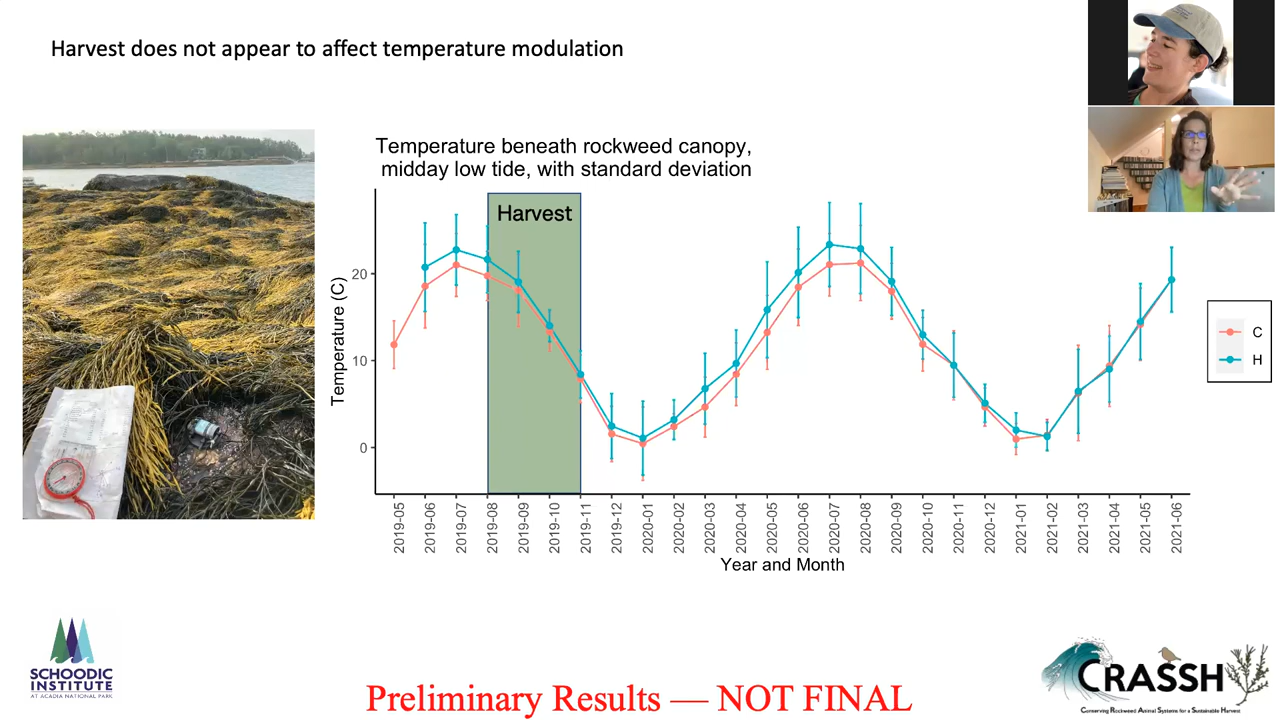 Harvest does not appear to affect temperature modulation
Temperature beneath rockweed canopy,
midday low tide, with standard deviation
Harvest
Temperature (C)
20
10
0
2019-05
2019-06
2019-07
2019-08
2019-09
2019-10
2019-11
2019-12
2020-01
2020-02
2020-03
2020-04
2020-05
2020-06
2020-07
2020-08
2020-09
2020-10
2020-11
2020-12
2021-01
2021-02
2021-03
2021-04
2021-05
2021-06
Year and Month
C
H
SCHOODIC
INSTITUTE
AT ACADIA NATIONAL PARK
Preliminary Results — NOT FINAL
CRASSH
Conserving Rockweed Animal Systems for a Sustainable Harvest